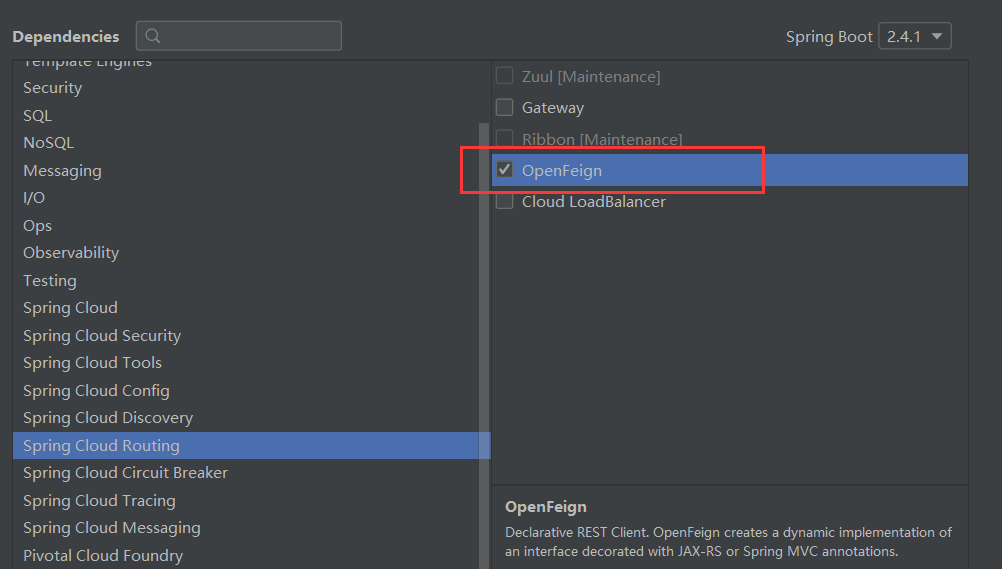 Dependencies
Spring Boot 2.4.1
Template Engines
Security
SQL
NoSQL
Messaging
I/O
Ops
Observability
Testing
Spring Cloud
Spring Cloud Security
Spring Cloud Tools
Spring Cloud Config
Spring Cloud Discovery
Spring Cloud Routing
Spring Cloud Circuit Breaker
Spring Cloud Tracing
Spring Cloud Messaging
Pivotal Cloud Foundry
Zuul [Maintenance]
Gateway
Ribbon [Maintenance]
OpenFeign
Cloud LoadBalancer
OpenFeign
Declarative REST Client. OpenFeign creates a dynamic implementation of
an interface decorated with JAX-RS or Spring MVC annotations.